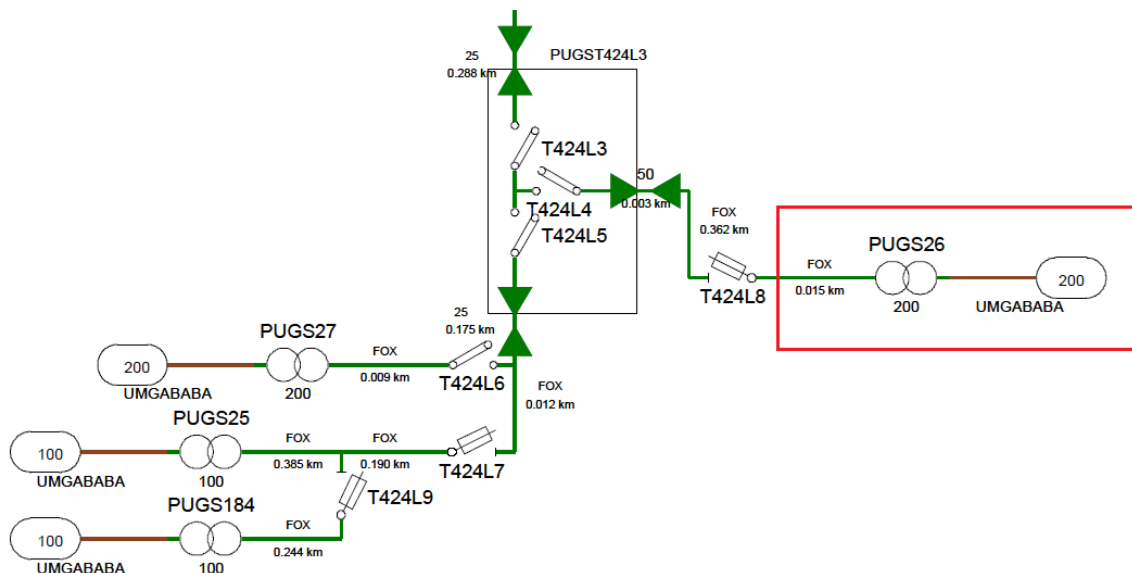 25
PUGST424L3
0.288 km
T424L3
50
T424L4
0.003 km
T424L5
FOX
0.362 km
T424L8
FOX
0.015 km
PUGS26
200
200
UMGABABA
25
0.175 km
PUGS27
200
FOX
UMGABABA
200
0.009 km
T424L6
FOX
0.012 km
PUGS25
100
FOX
FOX
UMGABABA
100
0.385 km
0.190 km
T424L7
PUGS184
T424L9
100
FOX
UMGABABA
100
0.244 km